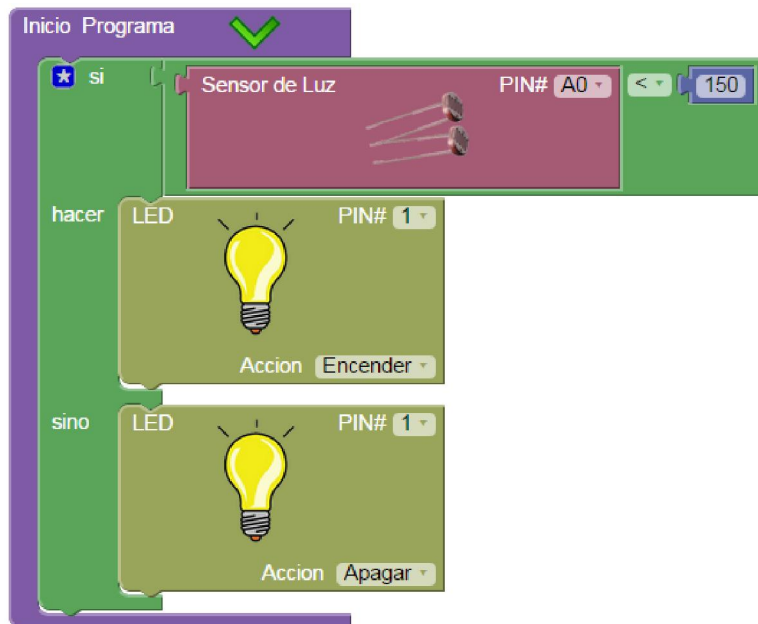 Inicio Programa
si Sensor de Luz PIN# A0 < 150
hacer LED PIN# 1
Accion Encender
sino LED PIN# 1
Accion Apagar